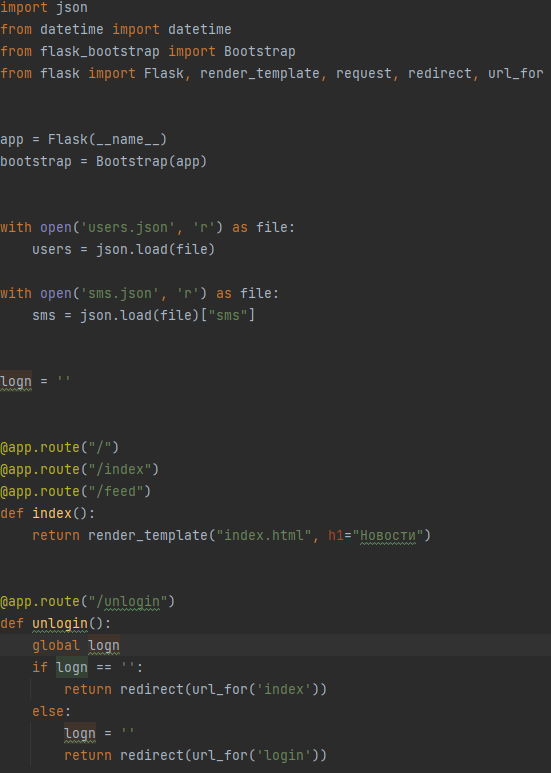 import json
from datetime import datetime
from flask_bootstrap import Bootstrap
from flask import Flask, render_template, request, redirect, url_for
app = Flask(__name__)
bootstrap = Bootstrap(app)
with open('users.json', 'r') as file:
    users = json.load(file)
with open('sms.json', 'r') as file:
    sms = json.load(file)["sms"]
logn = ''
@app.route("/")
@app.route("/index")
@app.route("/feed")
def index():
    return render_template("index.html", h1="Новости")
@app.route("/unlogin")
def unlogin():
    global logn
    if logn == '':
        return redirect(url_for('index'))
    else:
        logn = ''
        return redirect(url_for('login'))